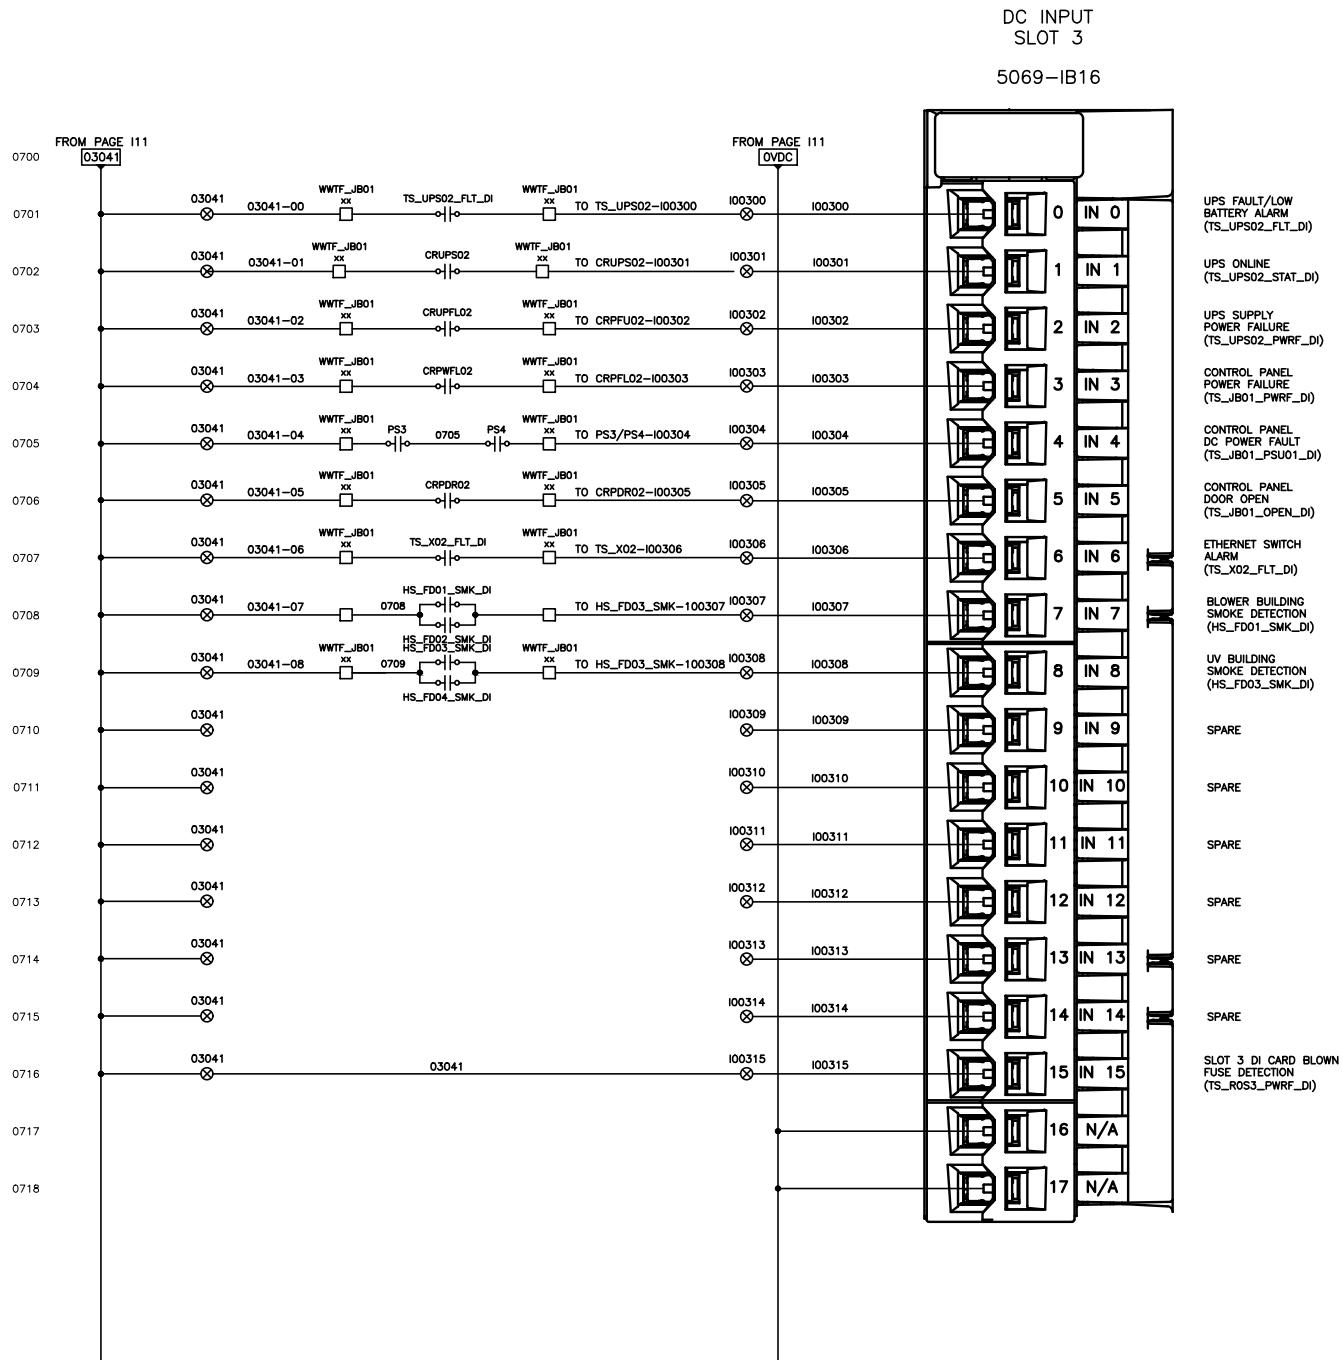 DC INPUT
SLOT 3
5069-IB16
FROM PAGE I11
FROM PAGE I11
0700
03041
0VDC
WWTF_JB01
WWTF_JB01
0701
03041
03041-00
xx
TS_UPS02_FLT_DI
xx
TO TS_UPS02-I00300
I00300
I00300
0
IN 0
UPS FAULT/LOW
BATTERY ALARM
(TS_UPS02_FLT_DI)
WWTF_JB01
WWTF_JB01
0702
03041
03041-01
xx
CRUPS02
xx
TO CRUPS02-I00301
I00301
I00301
1
IN 1
UPS ONLINE
(TS_UPS02_STAT_DI)
WWTF_JB01
WWTF_JB01
0703
03041
03041-02
xx
CRUPFL02
xx
TO CRPFU02-I00302
I00302
I00302
2
IN 2
UPS SUPPLY
POWER FAILURE
(TS_UPS02_PWRF_DI)
WWTF_JB01
WWTF_JB01
0704
03041
03041-03
xx
CRPWFL02
xx
TO CRPFL02-I00303
I00303
I00303
3
IN 3
CONTROL PANEL
POWER FAILURE
(TS_JB01_PWRF_DI)
WWTF_JB01
WWTF_JB01
0705
03041
03041-04
xx
PS3
0705
PS4
xx
TO PS3/PS4-I00304
I00304
I00304
4
IN 4
CONTROL PANEL
DC POWER FAULT
(TS_JB01_PSU01_DI)
WWTF_JB01
WWTF_JB01
0706
03041
03041-05
xx
CRPDR02
xx
TO CRPDR02-I00305
I00305
I00305
5
IN 5
CONTROL PANEL
DOOR OPEN
(TS_JB01_OPEN_DI)
WWTF_JB01
WWTF_JB01
0707
03041
03041-06
xx
TS_X02_FLT_DI
xx
TO TS_X02-I00306
I00306
I00306
6
IN 6
ETHERNET SWITCH
ALARM
(TS_X02_FLT_DI)
0708
03041
03041-07
0708
HS_FD01_SMK_DI
HS_FD02_SMK_DI
TO HS_FD03_SMK-100307
I00307
I00307
7
IN 7
BLOWER BUILDING
SMOKE DETECTION
(HS_FD01_SMK_DI)
WWTF_JB01
WWTF_JB01
0709
03041
03041-08
xx
0709
HS_FD03_SMK_DI
HS_FD04_SMK_DI
xx
TO HS_FD03_SMK-100308
I00308
I00308
8
IN 8
UV BUILDING
SMOKE DETECTION
(HS_FD03_SMK_DI)
0710
03041
I00309
I00309
9
IN 9
SPARE
0711
03041
I00310
I00310
10
IN 10
SPARE
0712
03041
I00311
I00311
11
IN 11
SPARE
0713
03041
I00312
I00312
12
IN 12
SPARE
0714
03041
I00313
I00313
13
IN 13
SPARE
0715
03041
I00314
I00314
14
IN 14
SPARE
0716
03041
03041
I00315
I00315
15
IN 15
SLOT 3 DI CARD BLOWN
FUSE DETECTION
(TS_R0S3_PWRF_DI)
0717
16
N/A
0718
17
N/A